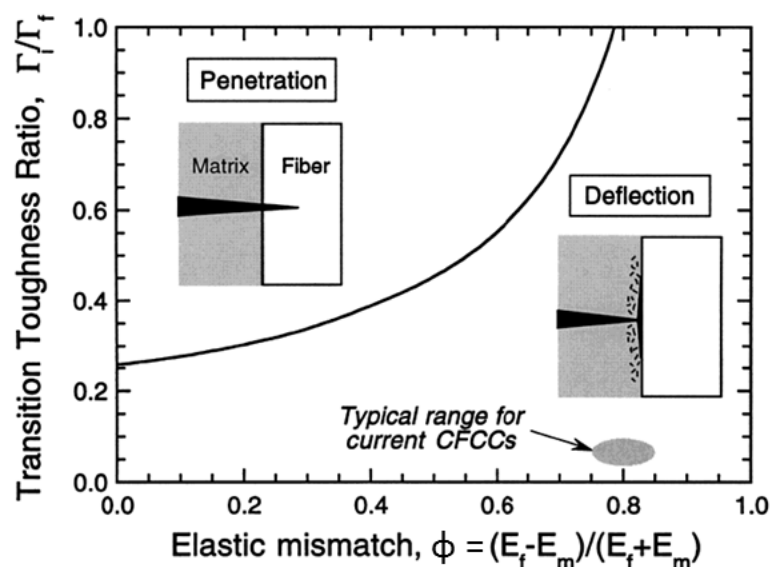 Transition Toughness Ratio, Γi/Γf
1.0
0.8
0.6
0.4
0.2
0.0
Penetration
Matrix Fiber
Deflection
Typical range for
current CFCCs
0.0 0.2 0.4 0.6 0.8 1.0
Elastic mismatch, ϕ = (Ef-Em)/(Ef+Em)